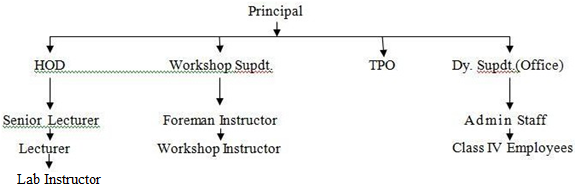 Principal
HOD Workshop Supdt. TPO Dy. Supdt.(Office)
Senior Lecturer Foreman Instructor Admin Staff
Lecturer Workshop Instructor Class IV Employees
Lab Instructor